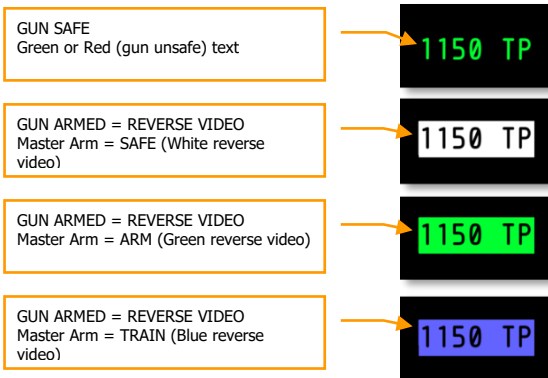 GUN SAFE
Green or Red (gun unsafe) text
1150 TP
GUN ARMED = REVERSE VIDEO
Master Arm = SAFE (White reverse
video)
1150 TP
GUN ARMED = REVERSE VIDEO
Master Arm = ARM (Green reverse video)
1150 TP
GUN ARMED = REVERSE VIDEO
Master Arm = TRAIN (Blue reverse
video)
1150 TP